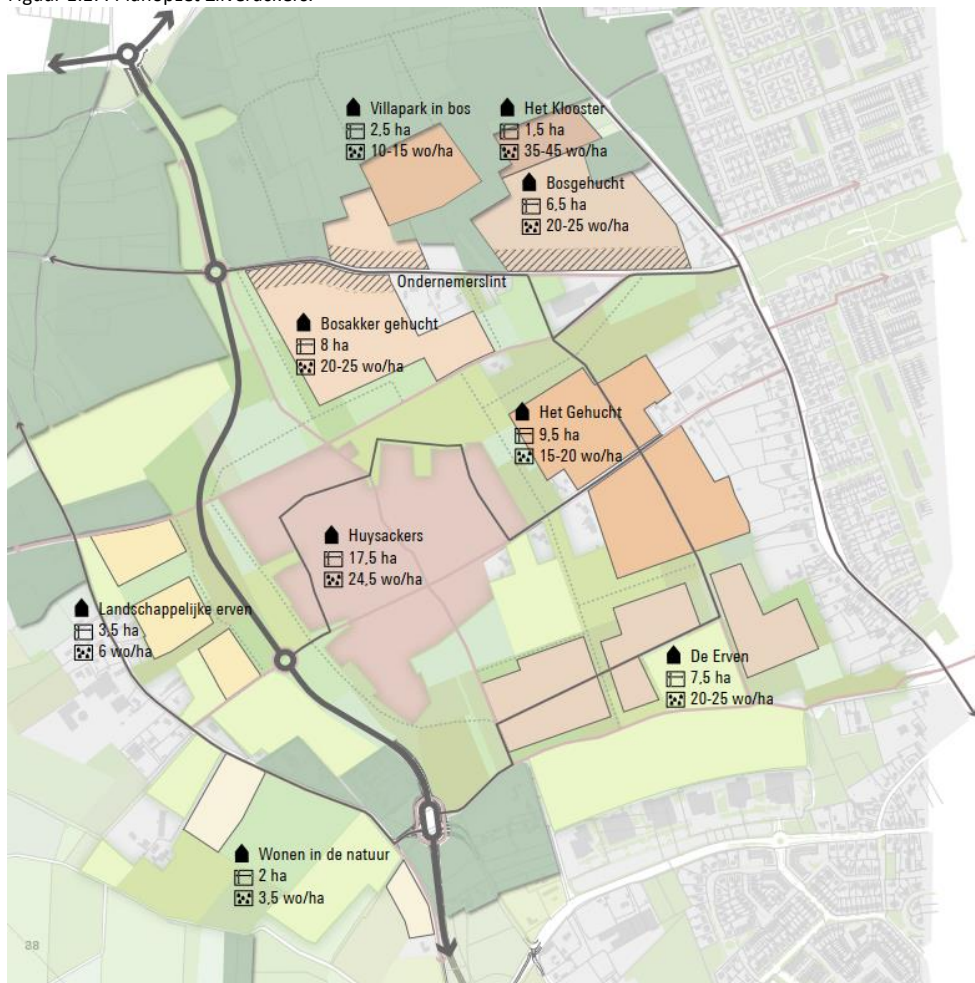 Villapark in bos
2,5 ha
10-15 wo/ha
Het Klooster
1,5 ha
35-45 wo/ha
Bosgehucht
6,5 ha
20-25 wo/ha
Ondernemerslint
Bosakker gehucht
8 ha
20-25 wo/ha
Het Gehucht
9,5 ha
15-20 wo/ha
Huysackers
17,5 ha
24,5 wo/ha
Landschappelijke erven
3,5 ha
6 wo/ha
De Erven
7,5 ha
20-25 wo/ha
Wonen in de natuur
2 ha
3,5 wo/ha
38